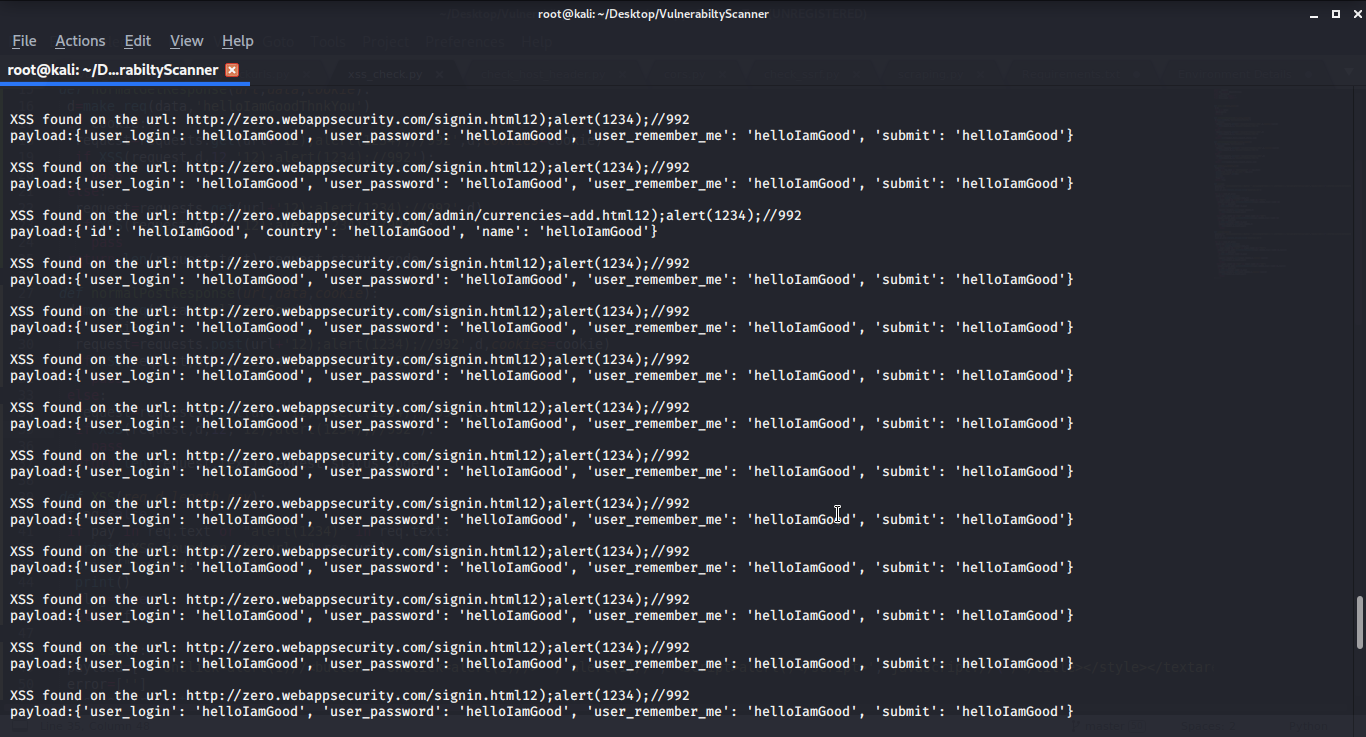 root@kali: ~/Desktop/VulnerabiltyScanner
File Actions Edit View Help
root@kali: ~/D...rabiltyScanner
xss_check.py
XSS found on the url: http://zero.webappsecurity.com/signin.html12);alert(1234);//992
payload:{'user_login': 'helloIamGood', 'user_password': 'helloIamGood', 'user_remember_me': 'helloIamGood', 'submit': 'helloIamGood'}
XSS found on the url: http://zero.webappsecurity.com/signin.html12);alert(1234);//992
payload:{'user_login': 'helloIamGood', 'user_password': 'helloIamGood', 'user_remember_me': 'helloIamGood', 'submit': 'helloIamGood'}
XSS found on the url: http://zero.webappsecurity.com/admin/currencies-add.html12);alert(1234);//992
payload:{'id': 'helloIamGood', 'country': 'helloIamGood', 'name': 'helloIamGood'}
XSS found on the url: http://zero.webappsecurity.com/signin.html12);alert(1234);//992
payload:{'user_login': 'helloIamGood', 'user_password': 'helloIamGood', 'user_remember_me': 'helloIamGood', 'submit': 'helloIamGood'}
XSS found on the url: http://zero.webappsecurity.com/signin.html12);alert(1234);//992
payload:{'user_login': 'helloIamGood', 'user_password': 'helloIamGood', 'user_remember_me': 'helloIamGood', 'submit': 'helloIamGood'}
XSS found on the url: http://zero.webappsecurity.com/signin.html12);alert(1234);//992
payload:{'user_login': 'helloIamGood', 'user_password': 'helloIamGood', 'user_remember_me': 'helloIamGood', 'submit': 'helloIamGood'}
XSS found on the url: http://zero.webappsecurity.com/signin.html12);alert(1234);//992
payload:{'user_login': 'helloIamGood', 'user_password': 'helloIamGood', 'user_remember_me': 'helloIamGood', 'submit': 'helloIamGood'}
XSS found on the url: http://zero.webappsecurity.com/signin.html12);alert(1234);//992
payload:{'user_login': 'helloIamGood', 'user_password': 'helloIamGood', 'user_remember_me': 'helloIamGood', 'submit': 'helloIamGood'}
XSS found on the url: http://zero.webappsecurity.com/signin.html12);alert(1234);//992
payload:{'user_login': 'helloIamGood', 'user_password': 'helloIamGood', 'user_remember_me': 'helloIamGood', 'submit': 'helloIamGood'}
XSS found on the url: http://zero.webappsecurity.com/signin.html12);alert(1234);//992
payload:{'user_login': 'helloIamGood', 'user_password': 'helloIamGood', 'user_remember_me': 'helloIamGood', 'submit': 'helloIamGood'}
XSS found on the url: http://zero.webappsecurity.com/signin.html12);alert(1234);//992
payload:{'user_login': 'helloIamGood', 'user_password': 'helloIamGood', 'user_remember_me': 'helloIamGood', 'submit': 'helloIamGood'}
XSS found on the url: http://zero.webappsecurity.com/signin.html12);alert(1234);//992
payload:{'user_login': 'helloIamGood', 'user_password': 'helloIamGood', 'user_remember_me': 'helloIamGood', 'submit': 'helloIamGood'}
XSS found on the url: http://zero.webappsecurity.com/signin.html12);alert(1234);//992
payload:{'user_login': 'helloIamGood', 'user_password': 'helloIamGood', 'user_remember_me': 'helloIamGood', 'submit': 'helloIamGood'}